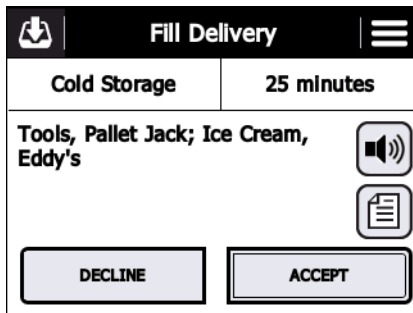 Fill Delivery
Cold Storage
25 minutes
Tools, Pallet Jack; Ice Cream,
Eddy's
DECLINE
ACCEPT